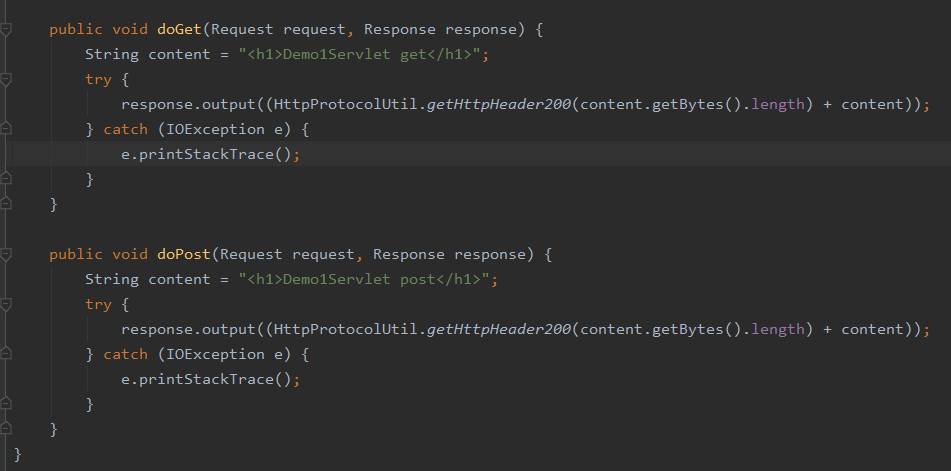 public void doGet(Request request, Response response) {
String content = "<h1>Demo1Servlet get</h1>";
try {
response.output((HttpProtocolUtil.getHttpHeader200(content.getBytes().length) + content));
} catch (IOException e) {
e.printStackTrace();
}
}
public void doPost(Request request, Response response) {
String content = "<h1>Demo1Servlet post</h1>";
try {
response.output((HttpProtocolUtil.getHttpHeader200(content.getBytes().length) + content));
} catch (IOException e) {
e.printStackTrace();
}
}
}